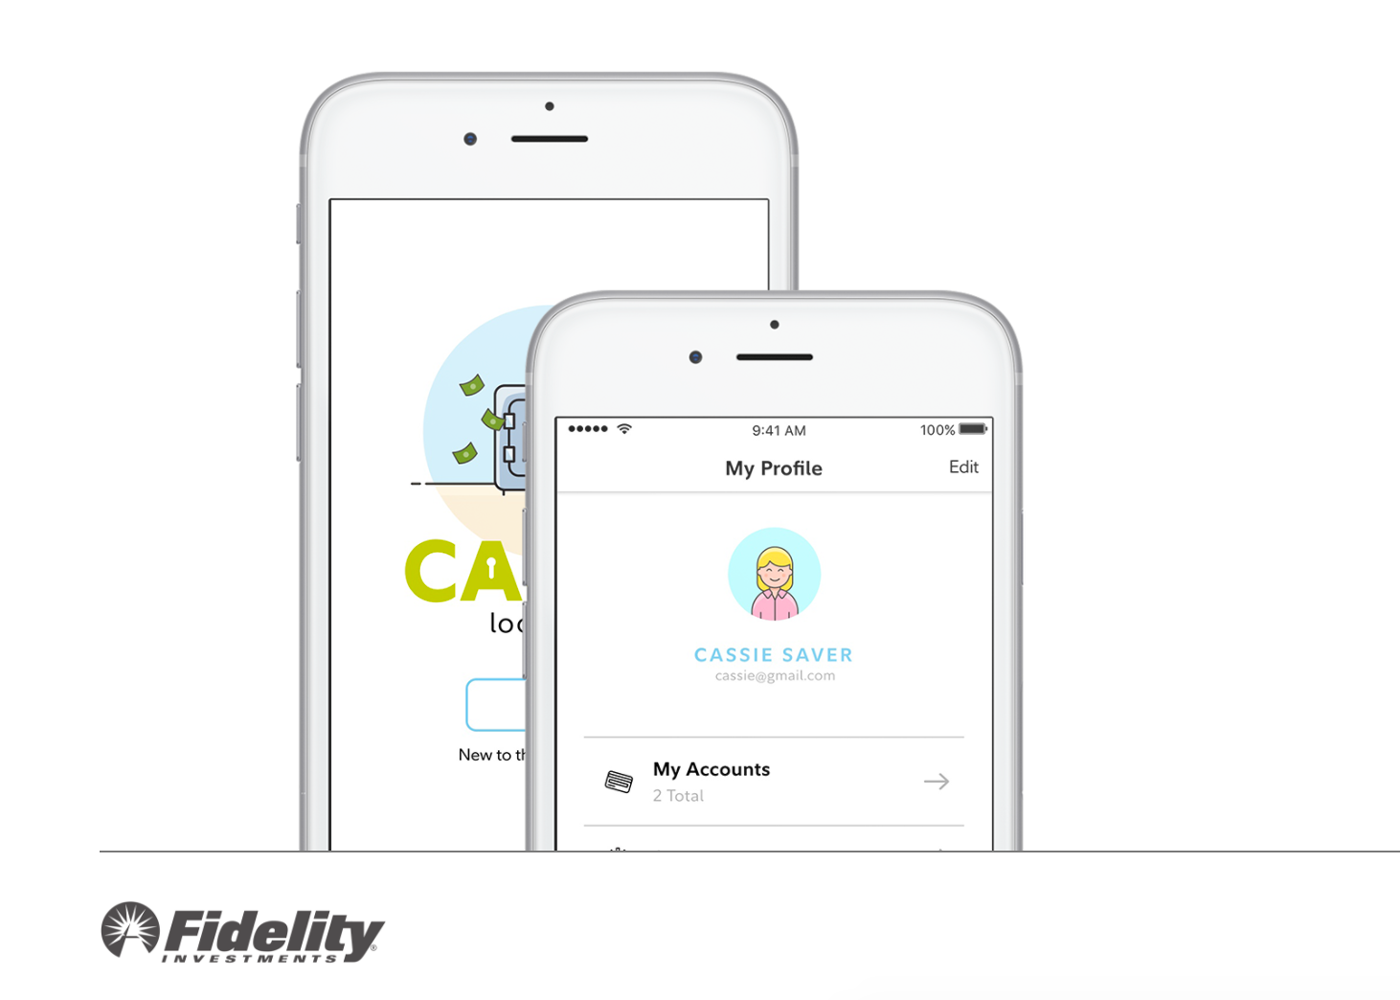 CA
loc
New to th
9:41 AM
100%
My Profile
Edit
CASSIE SAVER
cassie@gmail.com
My Accounts
2 Total
Fidelity
INVESTMENTS